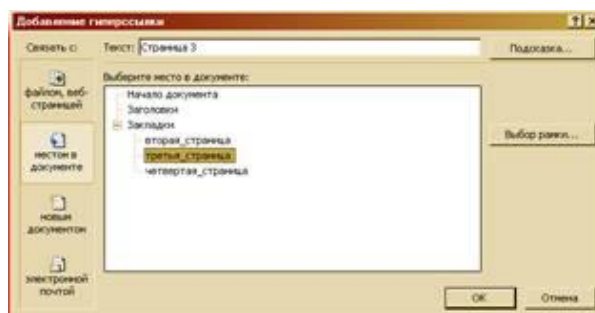 Добавление гиперссылки
Связать с:
Текст: Страница 3
Подсказка...
Выберите место в документе:
файлом, веб-
страницей
местом в
документе
новым
документом
электронной
почтой
Начало документа
Заголовки
Закладки
вторая_страница
третья_страница
четвертая_страница
Выбор рамки...
ОК
Отмена